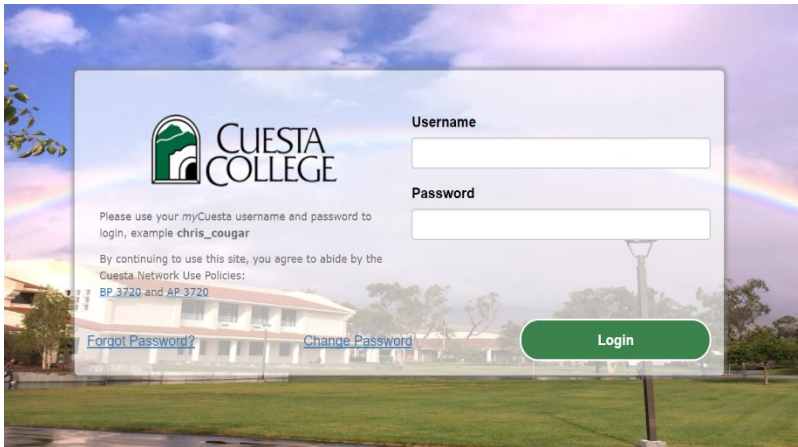 CUESTA
COLLEGE
Please use your myCuesta username and password to
login, example chris_cougar
By continuing to use this site, you agree to abide by the
Cuesta Network Use Policies:
BP 3720 and AP 3720
Username
Password
Forgot Password?
Change Password
Login